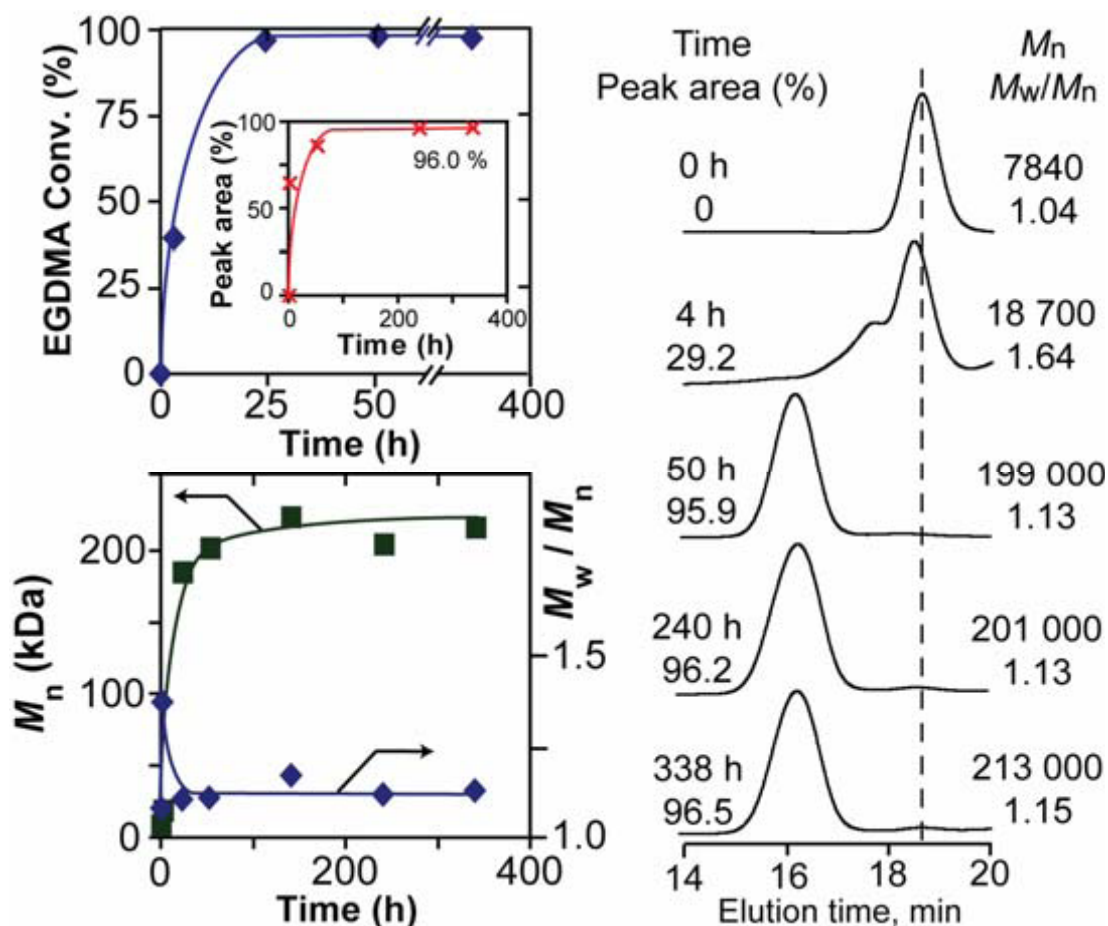 100
75
50
25
0
EGDMA Conv. (%)
0 25 50 400
Time (h)
100
50
0
Peak area (%)
96.0 %
0 200 400
Time (h)
200
100
0
Mn (kDa)
1.5
1.0
Mw / Mn
0 200 400
Time (h)
Time Mn
Peak area (%) Mw/Mn
0 h 7840
0 1.04
4 h 18 700
29.2 1.64
50 h 199 000
95.9 1.13
240 h 201 000
96.2 1.13
338 h 213 000
96.5 1.15
14 16 18 20
Elution time, min